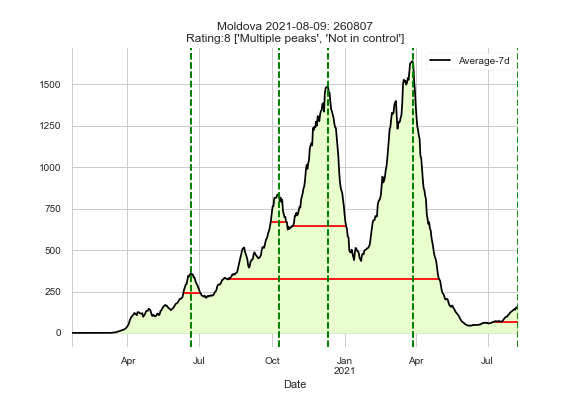 Moldova 2021-08-09: 260807
Rating:8 ['Multiple peaks', 'Not in control']
Average-7d
1500
1250
1000
750
500
250
0
Apr
Jul
Oct
Jan
2021
Apr
Jul
Date